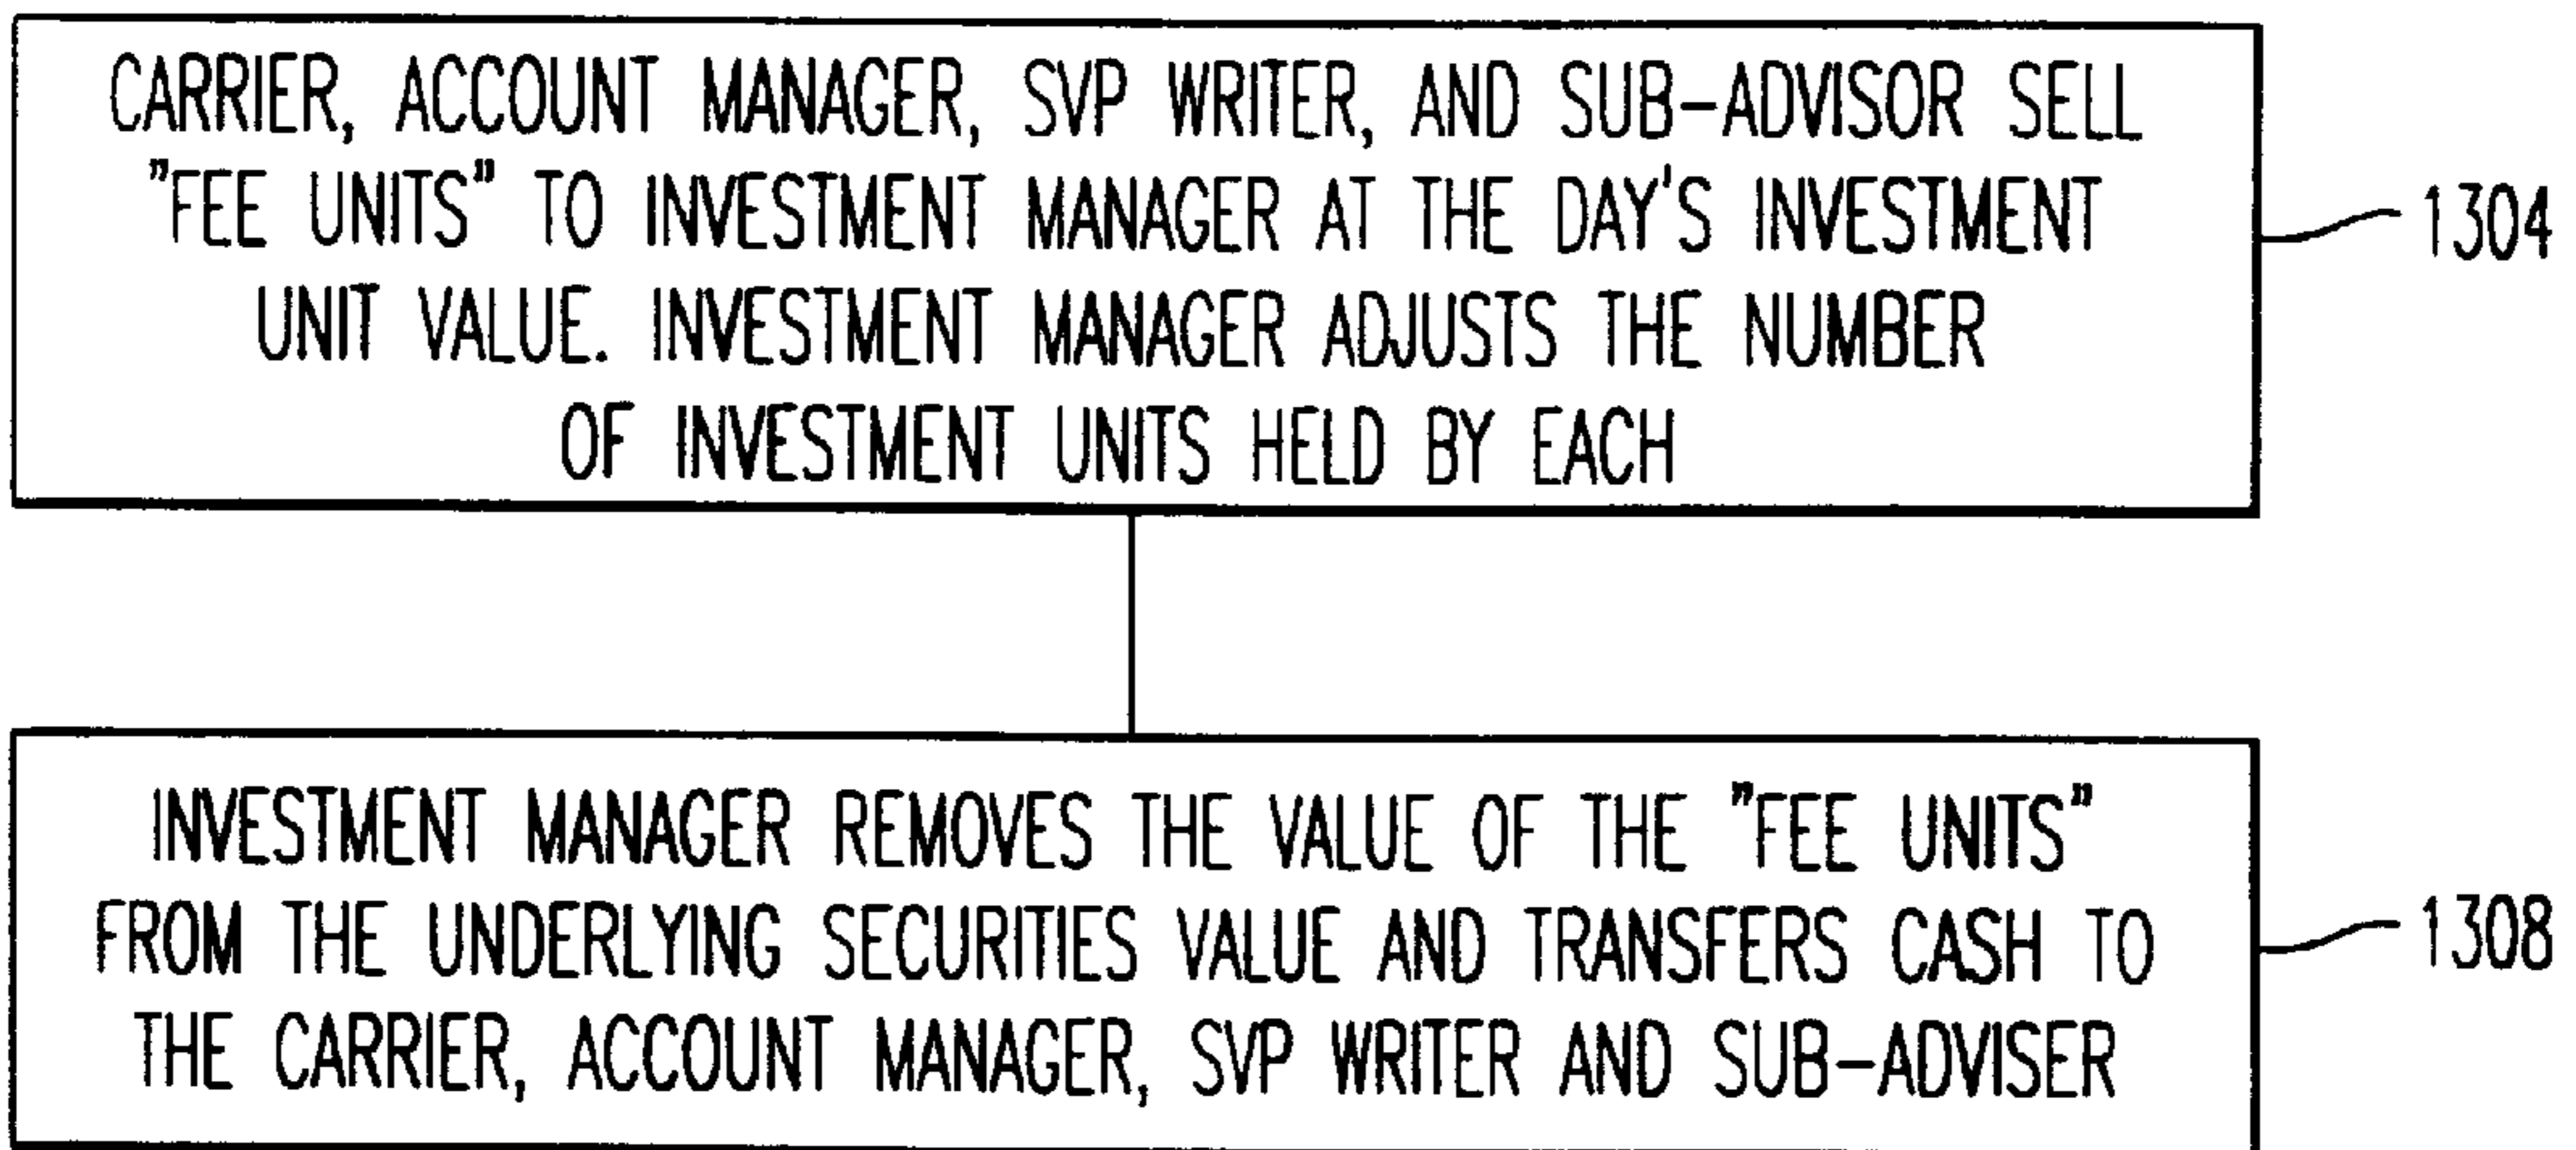 CARRIER, ACCOUNT MANAGER, SVP WRITER, AND SUB-ADVISOR SELL
"FEE UNITS" TO INVESTMENT MANAGER AT THE DAY'S INVESTMENT
UNIT VALUE. INVESTMENT MANAGER ADJUSTS THE NUMBER
OF INVESTMENT UNITS HELD BY EACH
1304
INVESTMENT MANAGER REMOVES THE VALUE OF THE "FEE UNITS"
FROM THE UNDERLYING SECURITIES VALUE AND TRANSFERS CASH TO
THE CARRIER, ACCOUNT MANAGER, SVP WRITER AND SUB-ADVISER
1308